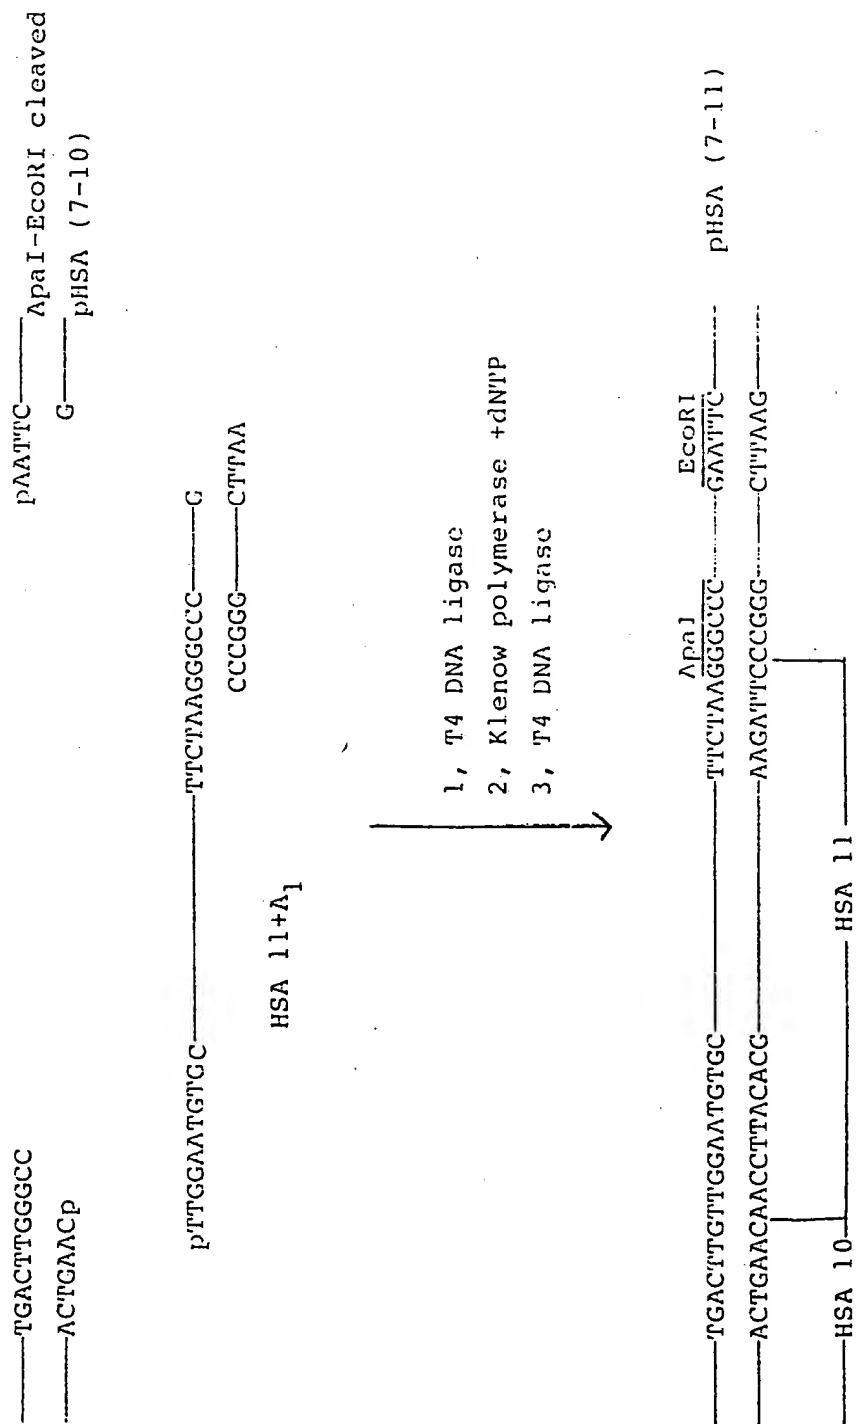 TGACTTGGGCC pAATTC ApaI-EcoRI cleaved
ACTGAACp G pHSA (7-10)
pTTGGAATGTGC TTCTAAGGGCCC G
CCCGGG CTTAA
HSA 11+A₁
1, T4 DNA ligase
2, Klenow polymerase +dNTP
3, T4 DNA ligase
ApaI EcoRI
TGACTTGTTGGAATGTGC TTCTAAGGGCCC GAATTC pHSA (7-11)
ACTGAACAACCTTACACG AAGATTCCCGGG CTTAAG
HSA 10 HSA 11